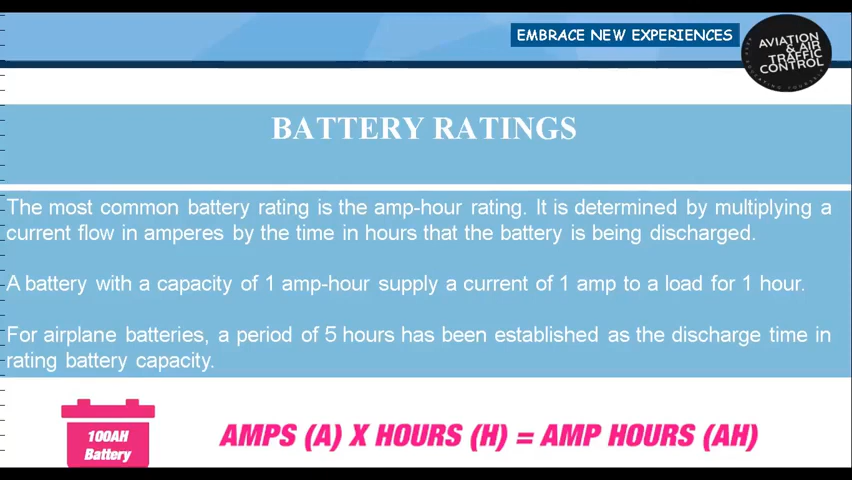 EMBRACE NEW EXPERIENCES
AVIATION
& AIR
TRAFFIC
CONTROL
BATTERY RATINGS
The most common battery rating is the amp-hour rating. It is determined by multiplying a
current flow in amperes by the time in hours that the battery is being discharged.
A battery with a capacity of 1 amp-hour supply a current of 1 amp to a load for 1 hour.
For airplane batteries, a period of 5 hours has been established as the discharge time in
rating battery capacity.
100AH
Battery
AMPS (A) X HOURS (H) = AMP HOURS (AH)